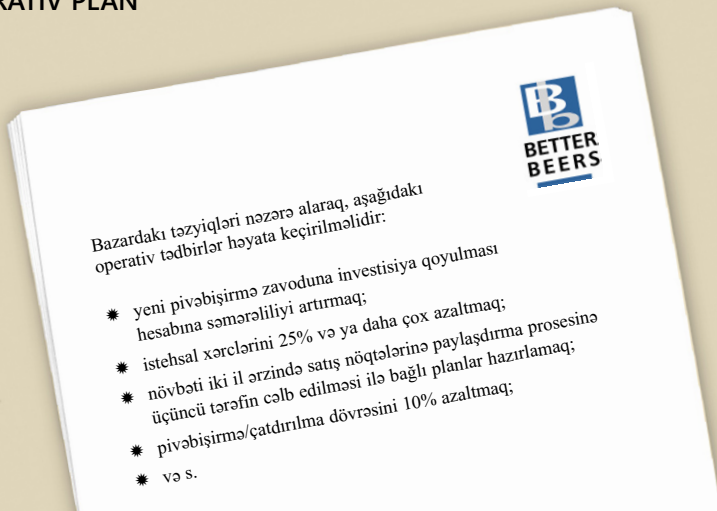 PLAN
Bb
BETTER
BEERS
Bazardakı təzyiqləri nəzərə alaraq, aşağıdakı
operativ tədbirlər həyata keçirilməlidir:
yeni pivəbişirmə zavoduna investisiya qoyulması
hesabına səmərəliliyi artırmaq;
istehsal xərclərini 25% və ya daha çox azaltmaq;
növbəti iki il ərzində satış nöqtələrinə paylaşdırma prosesinə
üçüncü tərəfin cəlb edilməsi ilə bağlı planlar hazırlamaq;
pivəbişirmə/çatdırılma dövrəsini 10% azaltmaq;
və s.